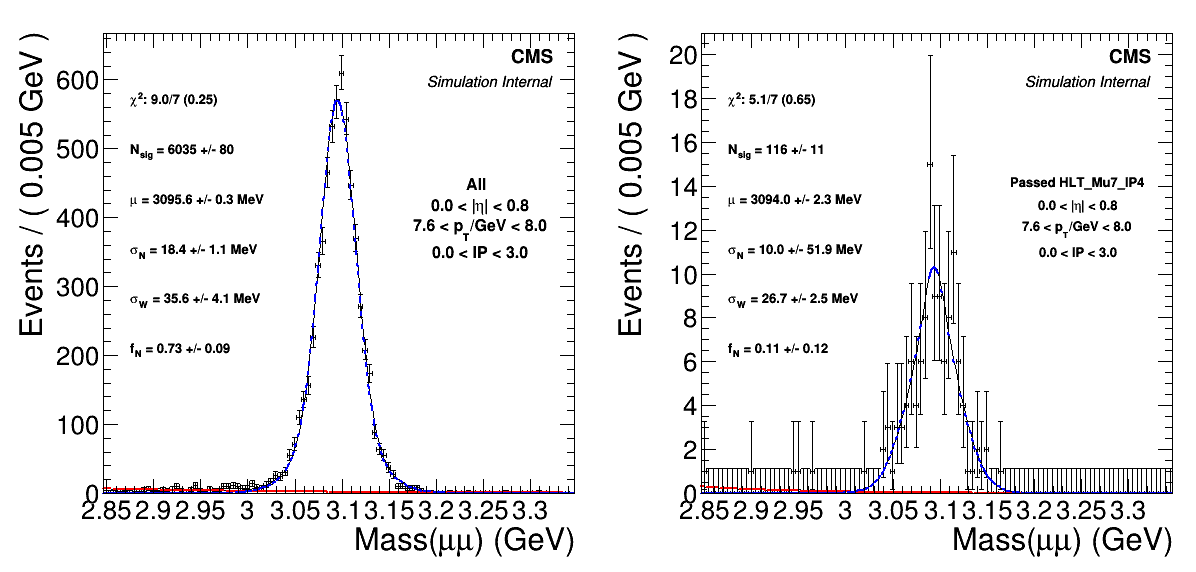 Events / ( 0.005 GeV )
600
500
400
300
200
100
0
CMS
Simulation Internal
χ²: 9.0/7 (0.25)
N_sig = 6035 +/- 80
μ = 3095.6 +/- 0.3 MeV
σ_N = 18.4 +/- 1.1 MeV
σ_W = 35.6 +/- 4.1 MeV
f_N = 0.73 +/- 0.09
All
0.0 < |η| < 0.8
7.6 < p_T/GeV < 8.0
0.0 < IP < 3.0
2.85 2.9 2.95 3 3.05 3.1 3.15 3.2 3.25 3.3
Mass(μμ) (GeV)
Events / ( 0.005 GeV )
20
18
16
14
12
10
8
6
4
2
0
CMS
Simulation Internal
χ²: 5.1/7 (0.65)
N_sig = 116 +/- 11
μ = 3094.0 +/- 2.3 MeV
σ_N = 10.0 +/- 51.9 MeV
σ_W = 26.7 +/- 2.5 MeV
f_N = 0.11 +/- 0.12
Passed HLT_Mu7_IP4
0.0 < |η| < 0.8
7.6 < p_T/GeV < 8.0
0.0 < IP < 3.0
2.85 2.9 2.95 3 3.05 3.1 3.15 3.2 3.25 3.3
Mass(μμ) (GeV)